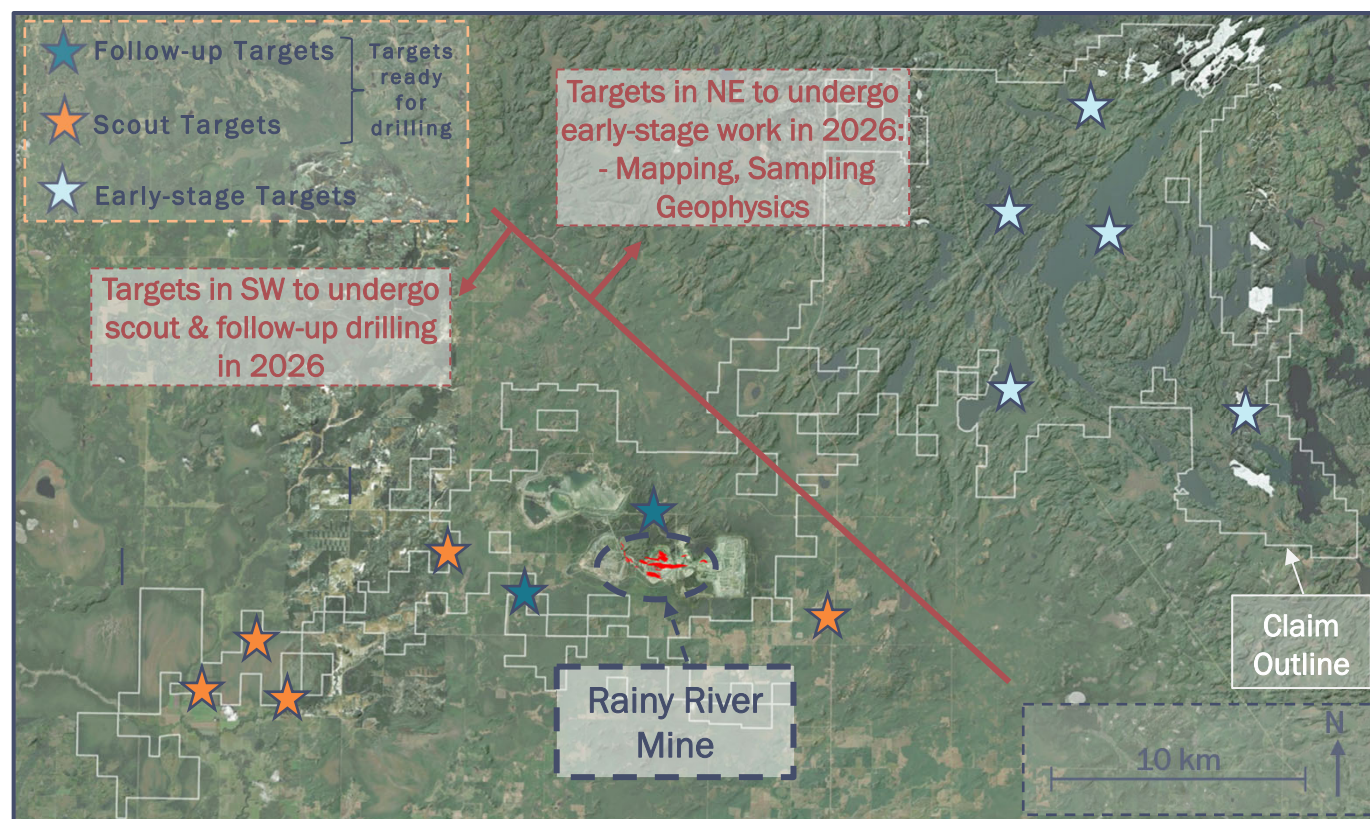 Follow-up Targets
Scout Targets
Early-stage Targets
Targets
ready
for
drilling
Targets in NE to undergo
early-stage work in 2026:
- Mapping, Sampling
Geophysics
Targets in SW to undergo
scout & follow-up drilling
in 2026
Rainy River
Mine
Claim
Outline
10 km
N